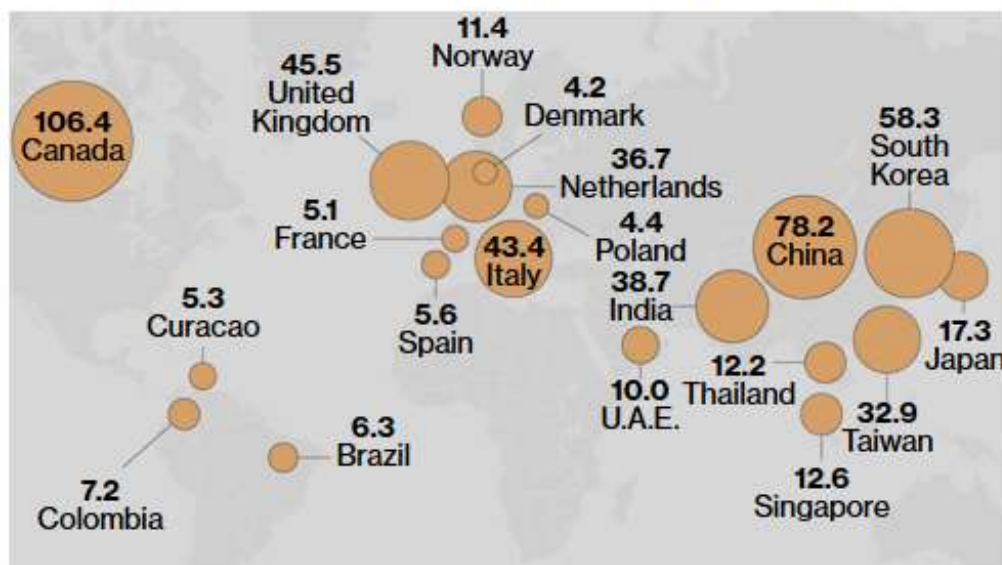 11.4
Norway
45.5
United
Kingdom
4.2
Denmark
106.4
Canada
58.3
South
Korea
36.7
Netherlands
5.1
France
4.4
Poland
43.4
Italy
78.2
China
38.7
India
5.3
Curacao
5.6
Spain
17.3
Japan
12.2
Thailand
10.0
U.A.E.
32.9
Taiwan
6.3
Brazil
7.2
Colombia
12.6
Singapore